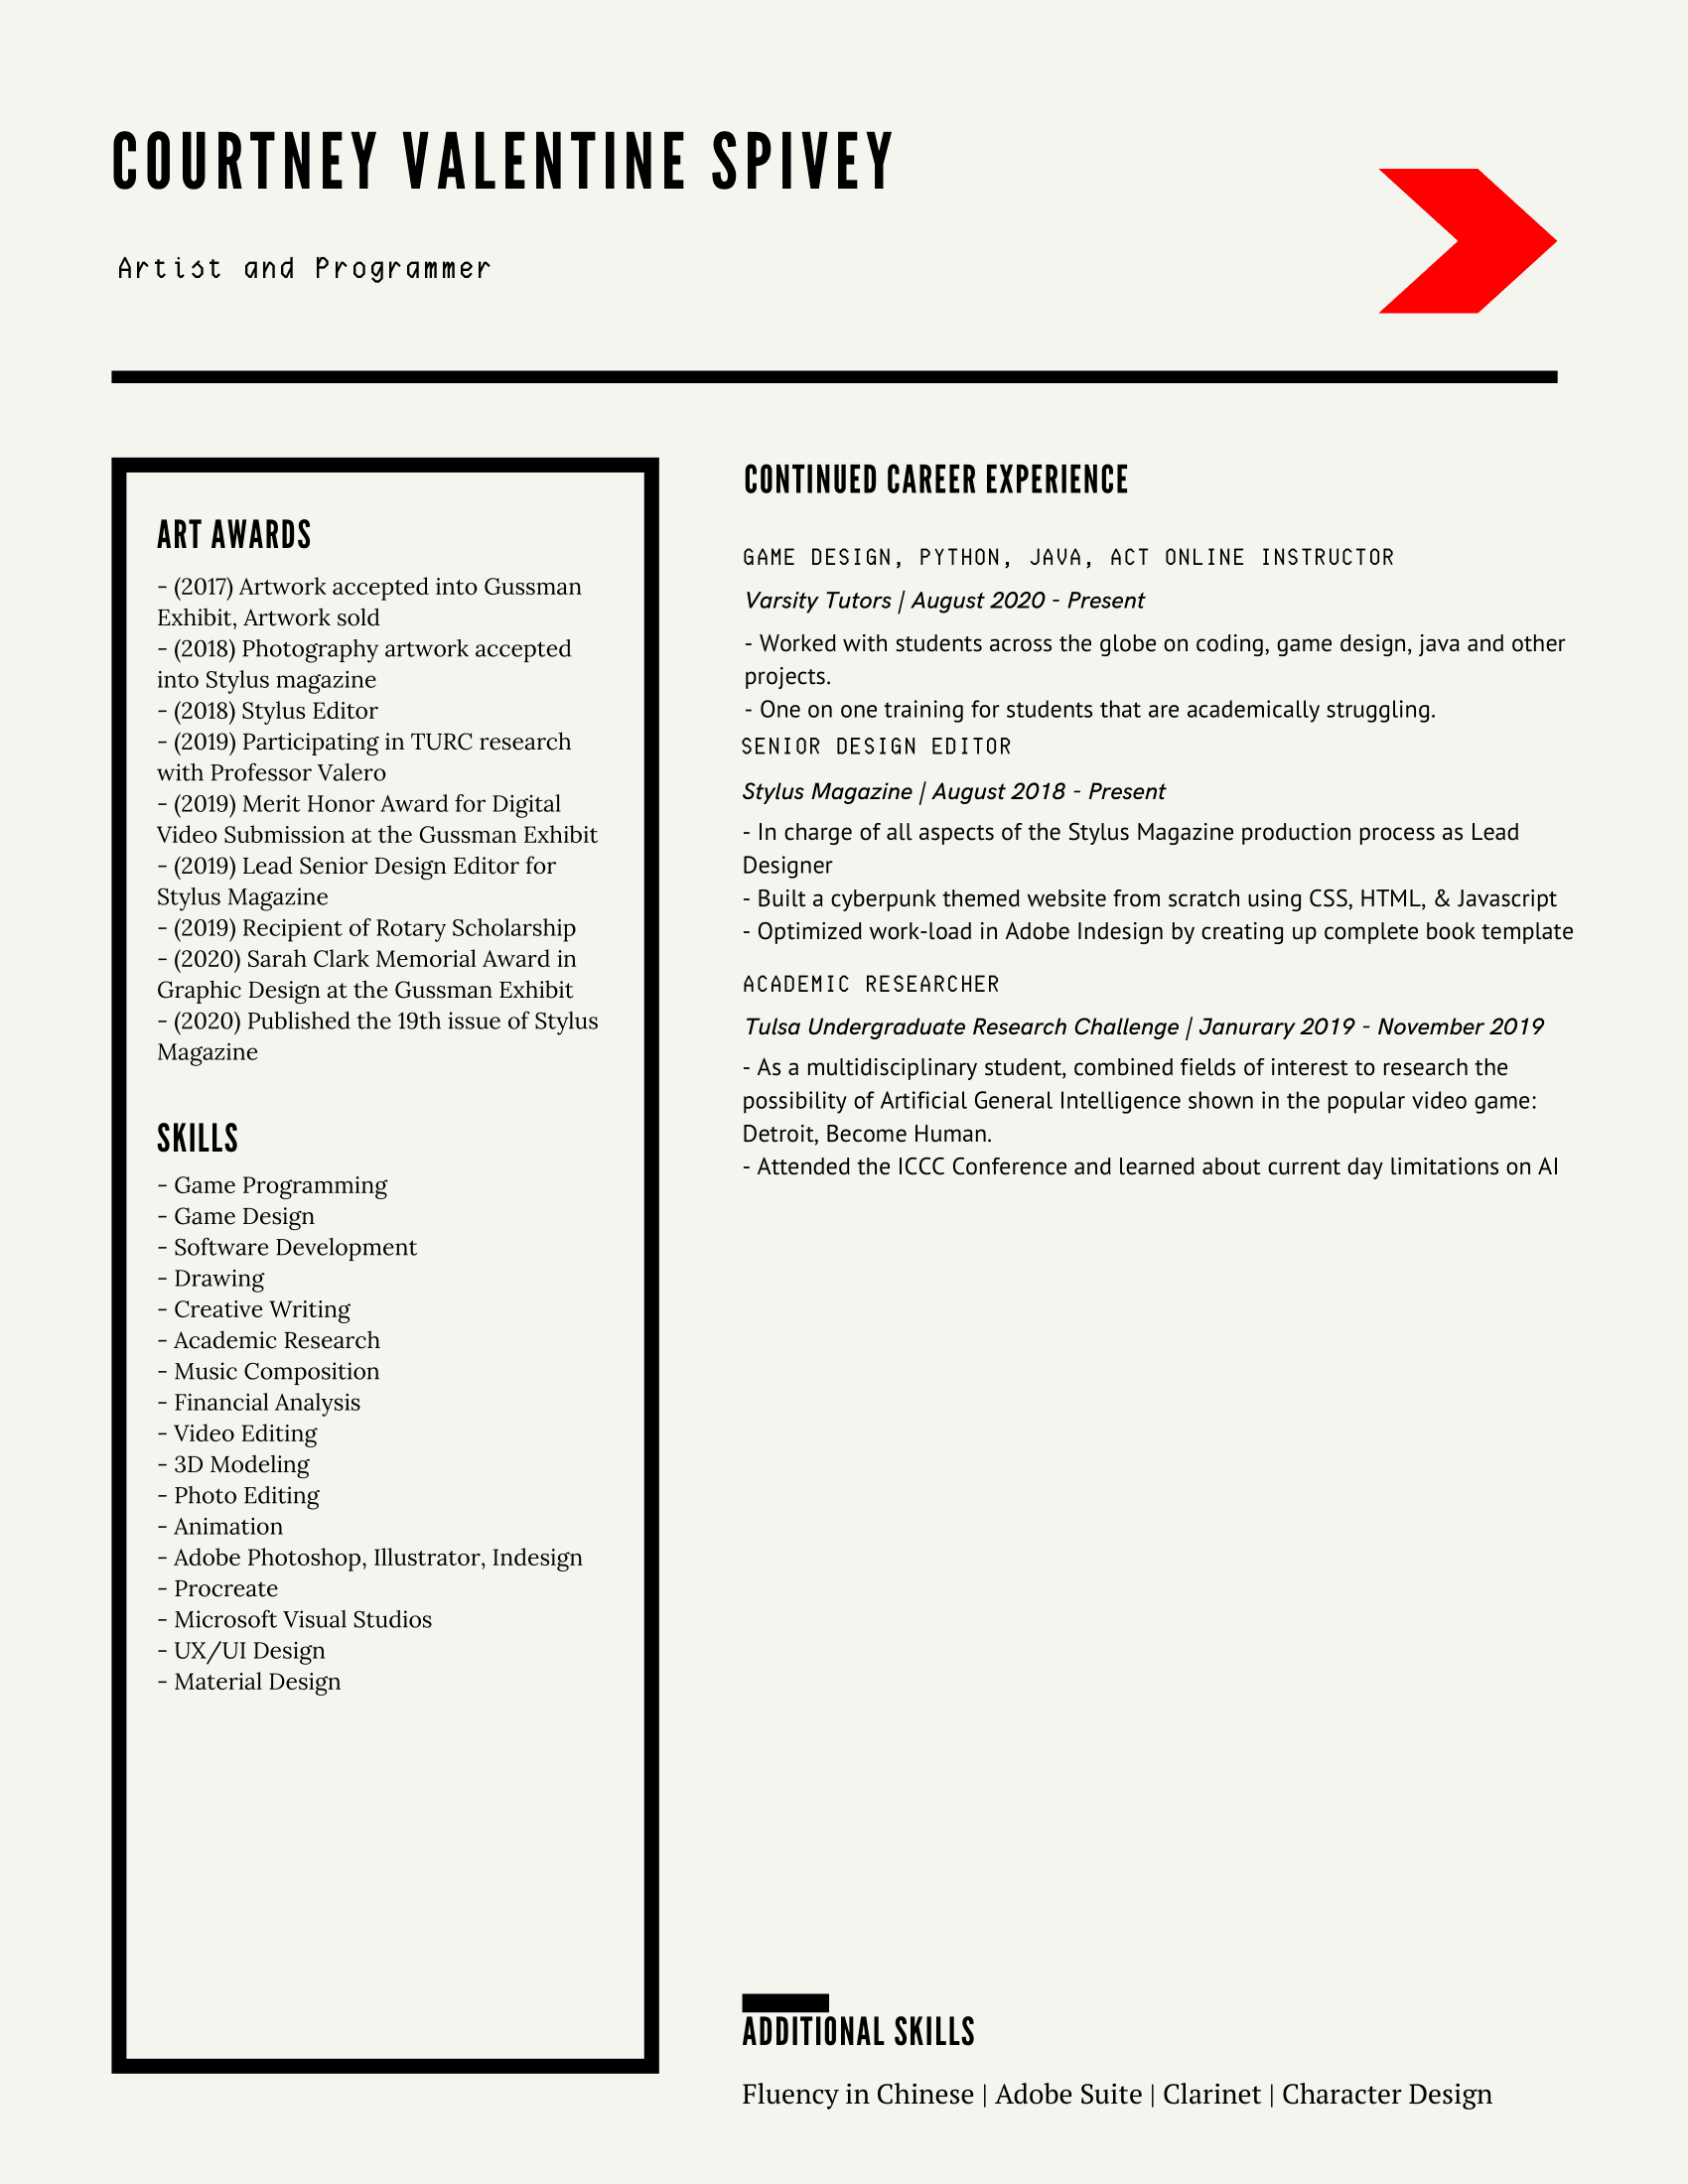 COURTNEY VALENTINE SPIVEY
Artist and Programmer
ART AWARDS
- (2017) Artwork accepted into Gussman
Exhibit, Artwork sold
- (2018) Photography artwork accepted
into Stylus magazine
- (2018) Stylus Editor
- (2019) Participating in TURC research
with Professor Valero
- (2019) Merit Honor Award for Digital
Video Submission at the Gussman Exhibit
- (2019) Lead Senior Design Editor for
Stylus Magazine
- (2019) Recipient of Rotary Scholarship
- (2020) Sarah Clark Memorial Award in
Graphic Design at the Gussman Exhibit
- (2020) Published the 19th issue of Stylus
Magazine
SKILLS
- Game Programming
- Game Design
- Software Development
- Drawing
- Creative Writing
- Academic Research
- Music Composition
- Financial Analysis
- Video Editing
- 3D Modeling
- Photo Editing
- Animation
- Adobe Photoshop, Illustrator, Indesign
- Procreate
- Microsoft Visual Studios
- UX/UI Design
- Material Design
CONTINUED CAREER EXPERIENCE
GAME DESIGN, PYTHON, JAVA, ACT ONLINE INSTRUCTOR
Varsity Tutors | August 2020 - Present
- Worked with students across the globe on coding, game design, java and other
projects.
- One on one training for students that are academically struggling.
SENIOR DESIGN EDITOR
Stylus Magazine | August 2018 - Present
- In charge of all aspects of the Stylus Magazine production process as Lead
Designer
- Built a cyberpunk themed website from scratch using CSS, HTML, & Javascript
- Optimized work-load in Adobe Indesign by creating up complete book template
ACADEMIC RESEARCHER
Tulsa Undergraduate Research Challenge | Janurary 2019 - November 2019
- As a multidisciplinary student, combined fields of interest to research the
possibility of Artificial General Intelligence shown in the popular video game:
Detroit, Become Human.
- Attended the ICCC Conference and learned about current day limitations on AI
ADDITIONAL SKILLS
Fluency in Chinese | Adobe Suite | Clarinet | Character Design